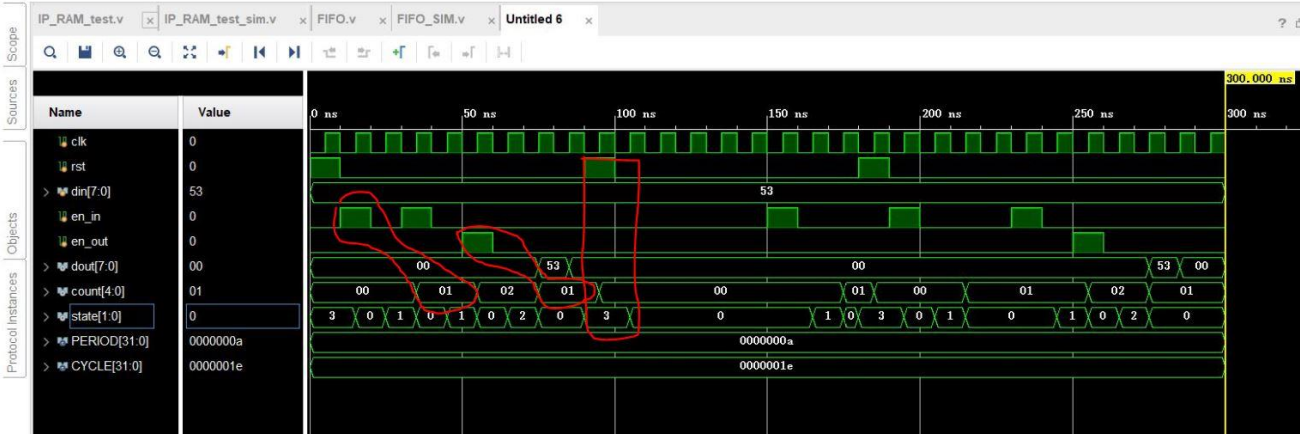 IP_RAM_test.v × IP_RAM_test_sim.v × FIFO.v × FIFO_SIM.v × Untitled 6 × ?
Scope
Sources
Objects
Protocol Instances
300.000 ns
Name Value 0 ns 50 ns 100 ns 150 ns 200 ns 250 ns 300 ns
clk 0
rst 0
din[7:0] 53 53
en_in 0
en_out 0
dout[7:0] 00 00 53 00 53 00
count[4:0] 01 00 01 02 01 00 01 00 01 02 01
state[1:0] 0 3 0 1 0 1 0 2 0 3 0 1 0 3 0 1 0 1 0 2 0
PERIOD[31:0] 0000000a 0000000a
CYCLE[31:0] 0000001e 0000001e